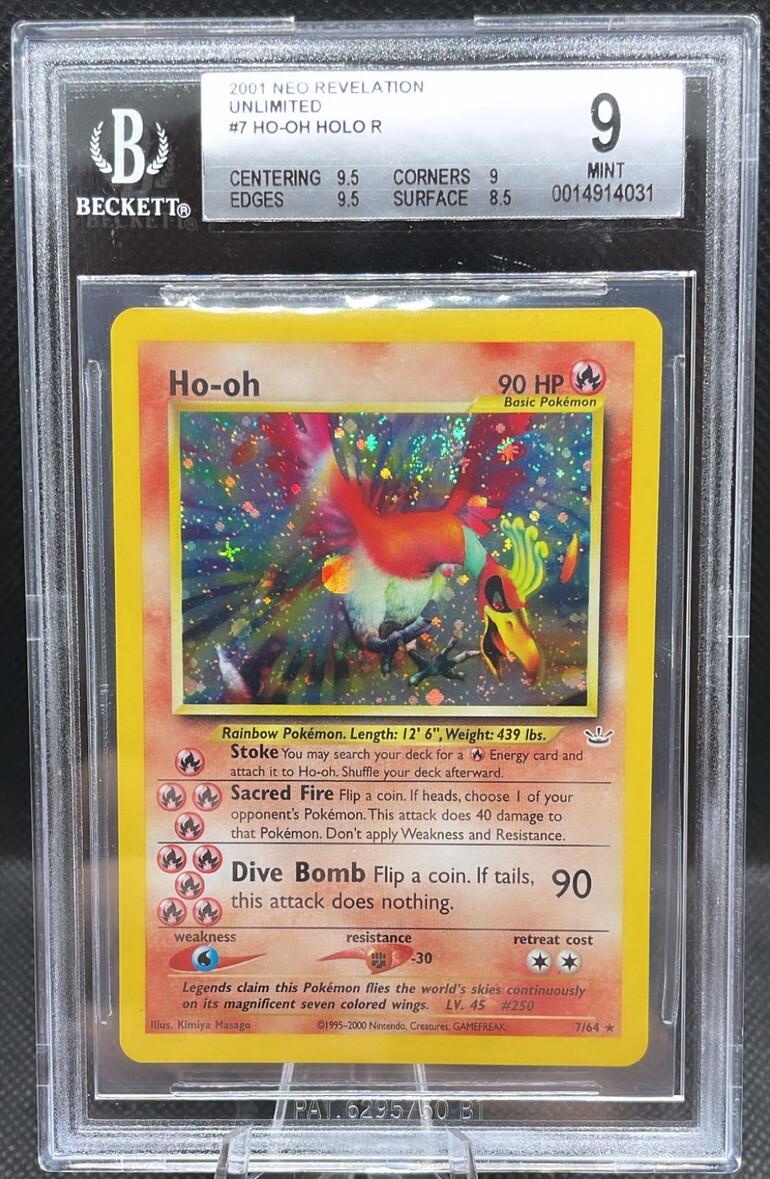 2001 NEO REVELATION
UNLIMITED
#7 HO-OH HOLO R
9
MINT
CENTERING 9.5 CORNERS 9
EDGES 9.5 SURFACE 8.5
0014914031
B
BECKETT®
Ho-oh
90 HP
Basic Pokémon
Rainbow Pokémon. Length: 12' 6", Weight: 439 lbs.
Stoke You may search your deck for a Energy card and
attach it to Ho-oh. Shuffle your deck afterward.
Sacred Fire Flip a coin. If heads, choose 1 of your
opponent's Pokémon. This attack does 40 damage to
that Pokémon. Don't apply Weakness and Resistance.
Dive Bomb Flip a coin. If tails, 90
this attack does nothing.
weakness resistance retreat cost
-30
Legends claim this Pokémon flies the world's skies continuously
on its magnificent seven colored wings. LV. 45 #250
Illus. Kimiya Masago ©1995-2000 Nintendo, Creatures, GAMEFREAK. 7/64 ★
PAT. 6295750 B1